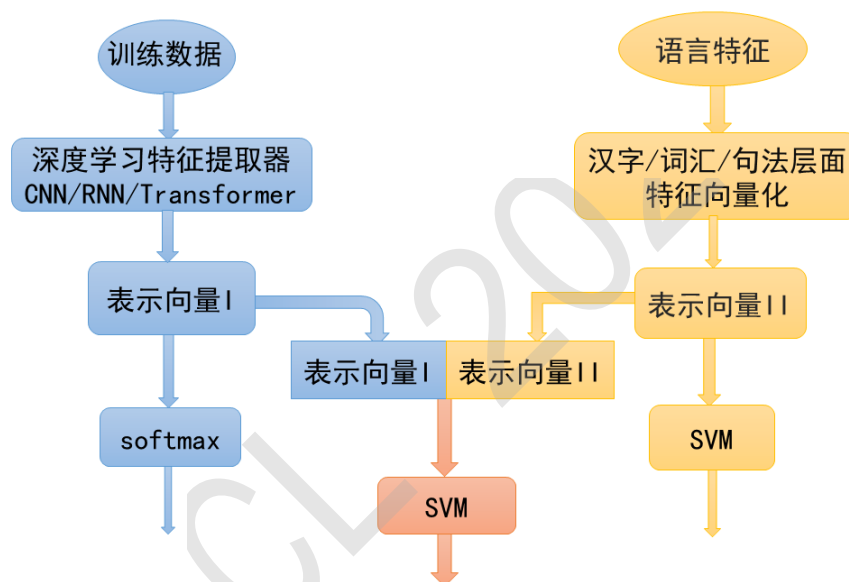 训练数据
语言特征
深度学习特征提取器
CNN/RNN/Transformer
汉字/词汇/句法层面
特征向量化
表示向量I
表示向量II
表示向量I
表示向量II
softmax
SVM
SVM